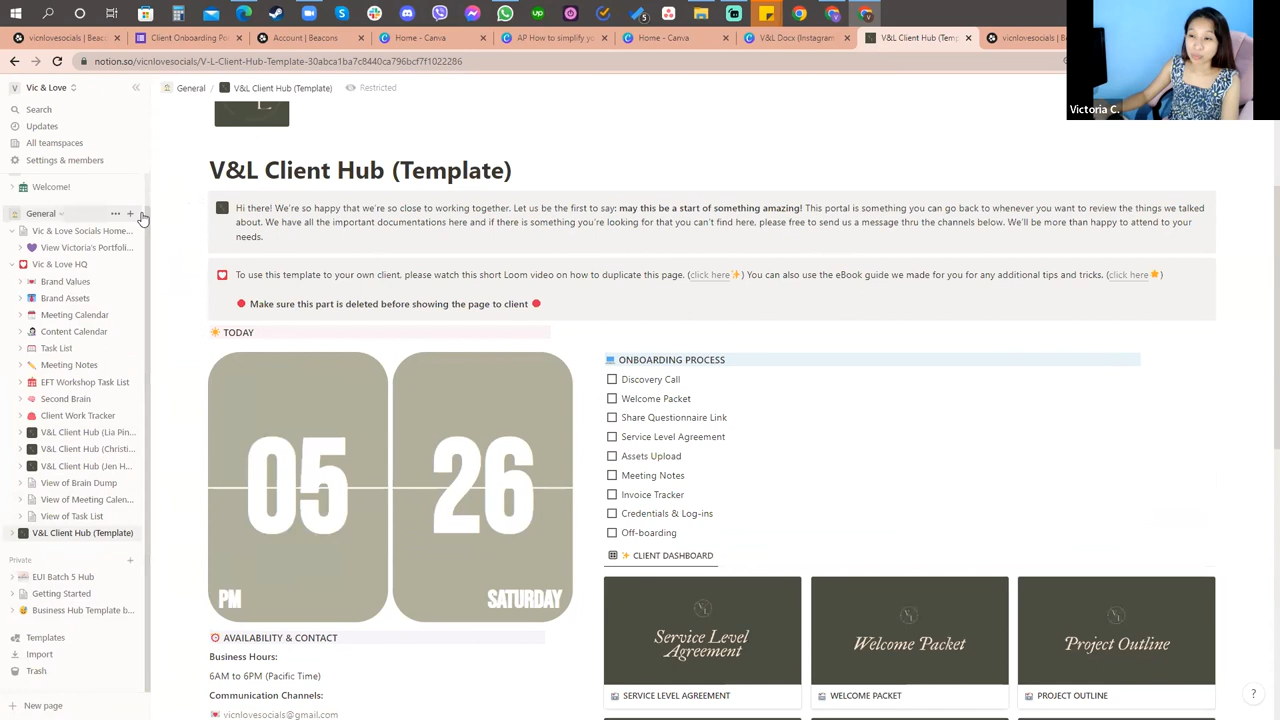 vicnlovesocials | Beac
Client Onboarding Po
Account | Beacons
Home - Canva
AP How to simplify yo
Home - Canva
V&L Docx (Instagram
V&L Client Hub (Temp
vicnlovesocials | Beaco
notion.so/vicnlovesocials/V-L-Client-Hub-Template-30abca1ba7c8440ca796bcf7f1022286
Victoria C.
Vic & Love
General / V&L Client Hub (Template)
Restricted
Search
Updates
All teamspaces
Settings & members
Welcome!
General
Vic & Love Socials Home...
View Victoria's Portfoli...
Vic & Love HQ
Brand Values
Brand Assets
Meeting Calendar
Content Calendar
Task List
Meeting Notes
EFT Workshop Task List
Second Brain
Client Work Tracker
V&L Client Hub (Lia Pin...
V&L Client Hub (Christi...
V&L Client Hub (Jen H...
View of Brain Dump
View of Meeting Calen...
View of Task List
V&L Client Hub (Template)
Private
EUI Batch 5 Hub
Getting Started
Business Hub Template b...
Templates
Import
Trash
New page
V&L Client Hub (Template)
Hi there! We're so happy that we're so close to working together. Let us be the first to say: may this be a start of something amazing! This portal is something you can go back to whenever you want to review the things we talked
about. We have all the important documentations here and if there is something you're looking for that you can't find here, please free to send us a message thru the channels below. We'll be more than happy to attend to your
needs.
To use this template to your own client, please watch this short Loom video on how to duplicate this page. (click here✨) You can also use the eBook guide we made for you for any additional tips and tricks. (click here⭐)
Make sure this part is deleted before showing the page to client
TODAY
05
26
PM
SATURDAY
AVAILABILITY & CONTACT
Business Hours:
6AM to 6PM (Pacific Time)
Communication Channels:
vicnlovesocials@gmail.com
ONBOARDING PROCESS
Discovery Call
Welcome Packet
Share Questionnaire Link
Service Level Agreement
Assets Upload
Meeting Notes
Invoice Tracker
Credentials & Log-ins
Off-boarding
✨ CLIENT DASHBOARD
Service Level
Agreement
SERVICE LEVEL AGREEMENT
Welcome Packet
WELCOME PACKET
Project Outline
PROJECT OUTLINE
?